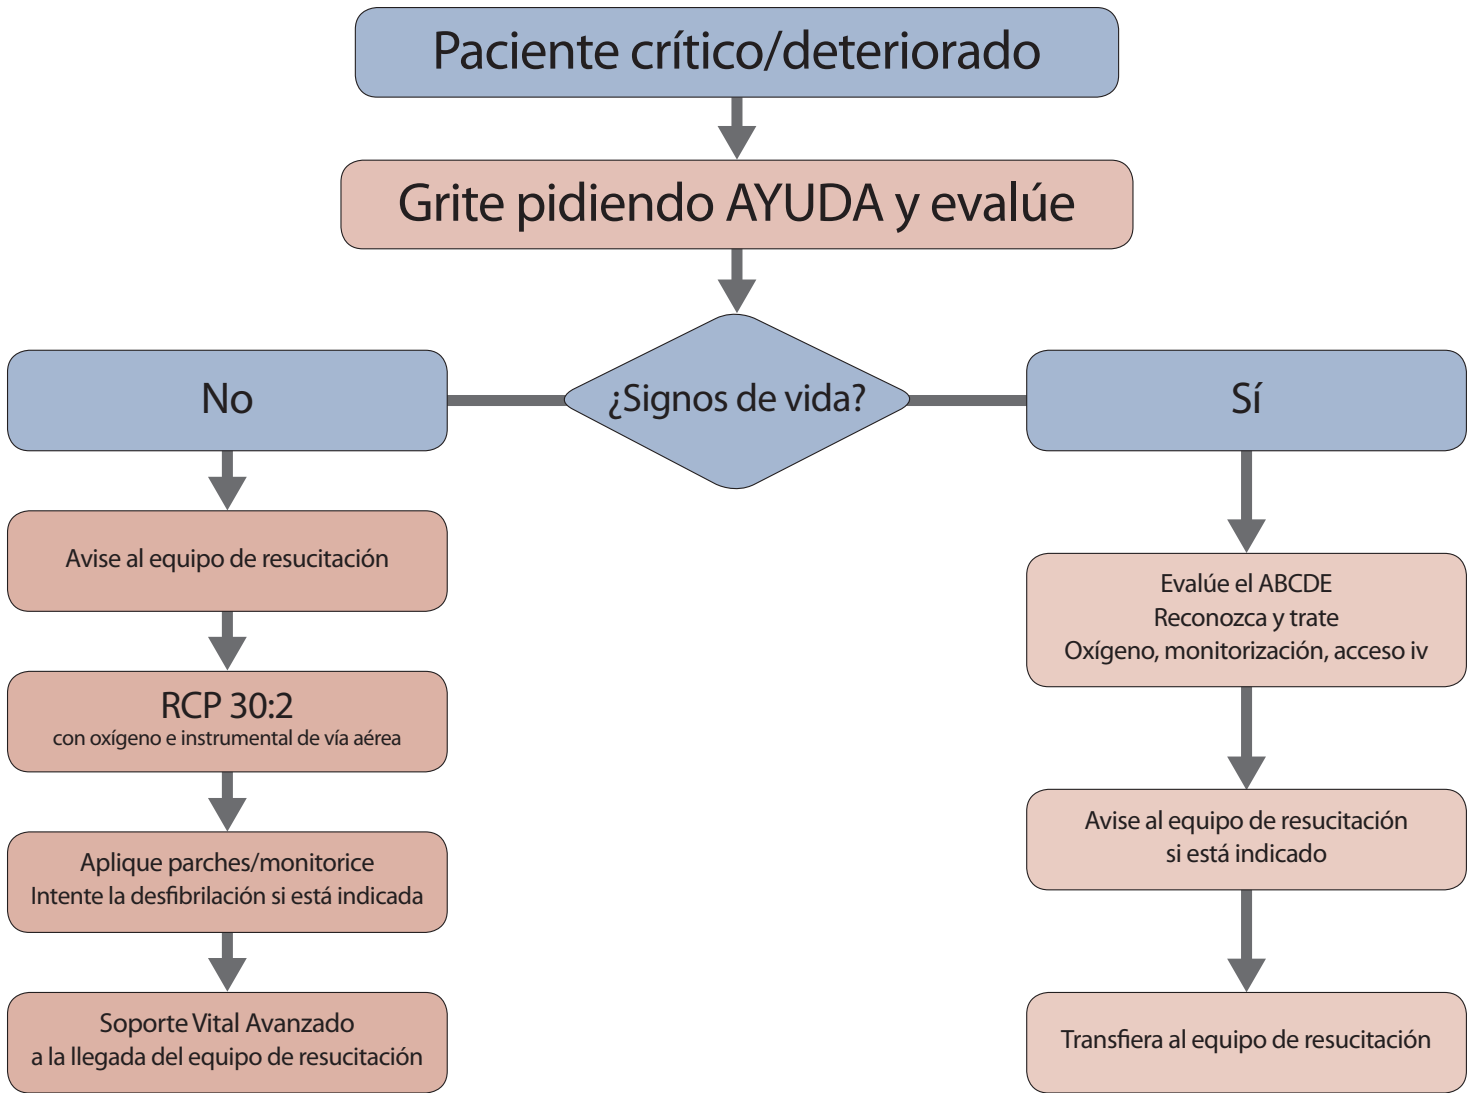 Paciente crítico/deteriorado
Grite pidiendo AYUDA y evalúe
¿Signos de vida?
No
Avise al equipo de resucitación
RCP 30:2
con oxígeno e instrumental de vía aérea
Aplique parches/monitorice
Intente la desfibrilación si está indicada
Soporte Vital Avanzado
a la llegada del equipo de resucitación
Sí
Evalúe el ABCDE
Reconozca y trate
Oxígeno, monitorización, acceso iv
Avise al equipo de resucitación
si está indicado
Transfiera al equipo de resucitación